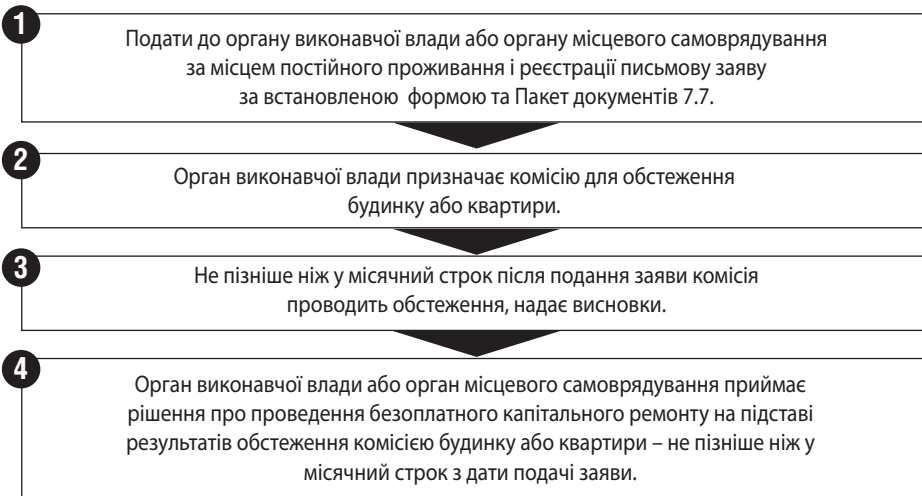 1
Подати до органу виконавчої влади або органу місцевого самоврядування
за місцем постійного проживання і реєстрації письмову заяву
за встановленою формою та Пакет документів 7.7.
2
Орган виконавчої влади призначає комісію для обстеження
будинку або квартири.
3
Не пізніше ніж у місячний строк після подання заяви комісія
проводить обстеження, надає висновки.
4
Орган виконавчої влади або орган місцевого самоврядування приймає
рішення про проведення безоплатного капітального ремонту на підставі
результатів обстеження комісією будинку або квартири – не пізніше ніж у
місячний строк з дати подачі заяви.